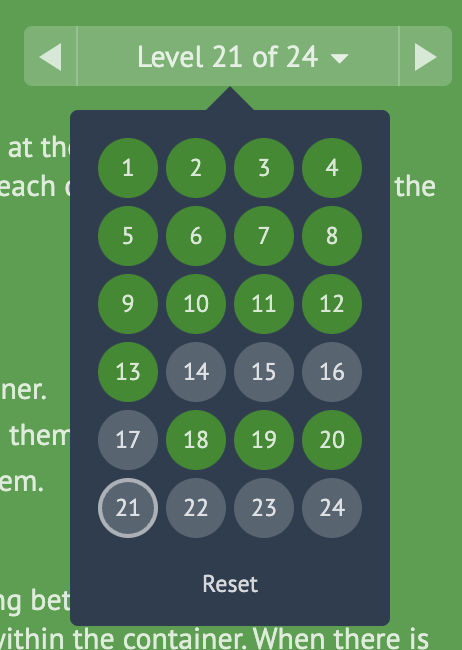 Level 21 of 24
at the
each
the
1 2 3 4
5 6 7 8
9 10 11 12
13 14 15 16
ner.
17 18 19 20
them
em.
21 22 23 24
Reset
ng bet
within the container. When there is